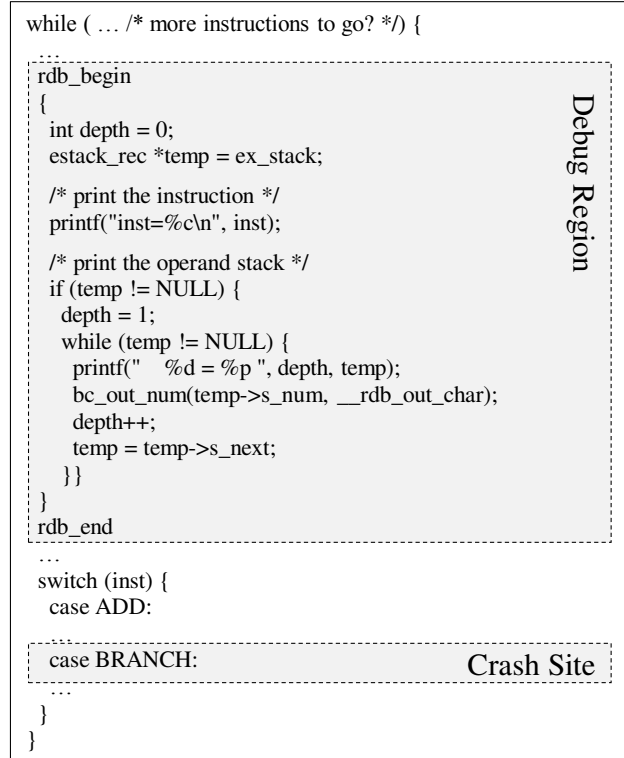 while ( … /* more instructions to go? */) {
…
rdb_begin
{
int depth = 0;
estack_rec *temp = ex_stack;
/* print the instruction */
printf("inst=%c\n", inst);
/* print the operand stack */
if (temp != NULL) {
depth = 1;
while (temp != NULL) {
printf("    %d = %p ", depth, temp);
bc_out_num(temp->s_num, __rdb_out_char);
depth++;
temp = temp->s_next;
}}
}
rdb_end
Debug Region
…
switch (inst) {
case ADD:
…
case BRANCH:
Crash Site
…
}
}